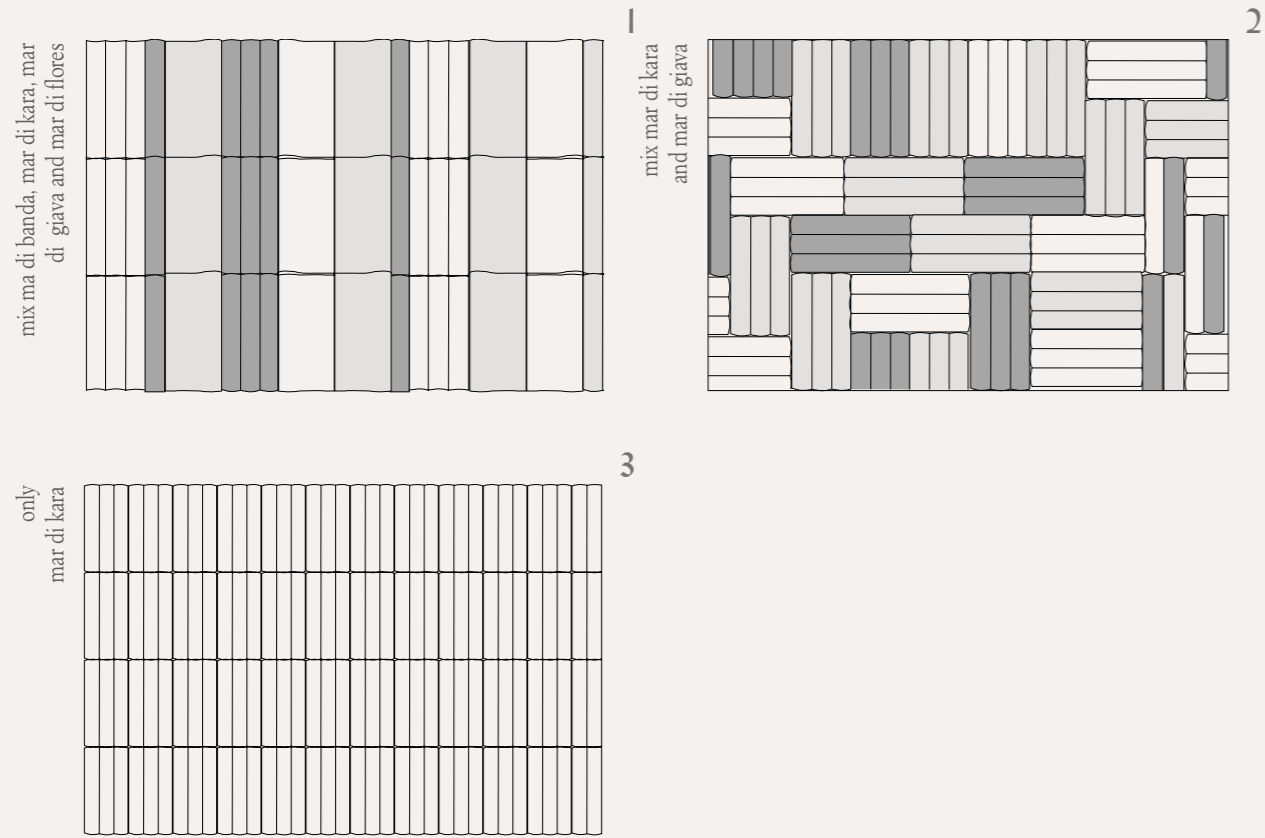 1
mix ma di banda, mar di kara, mar
di giava and mar di flores
2
mix mar di kara
and mar di giava
3
only
mar di kara